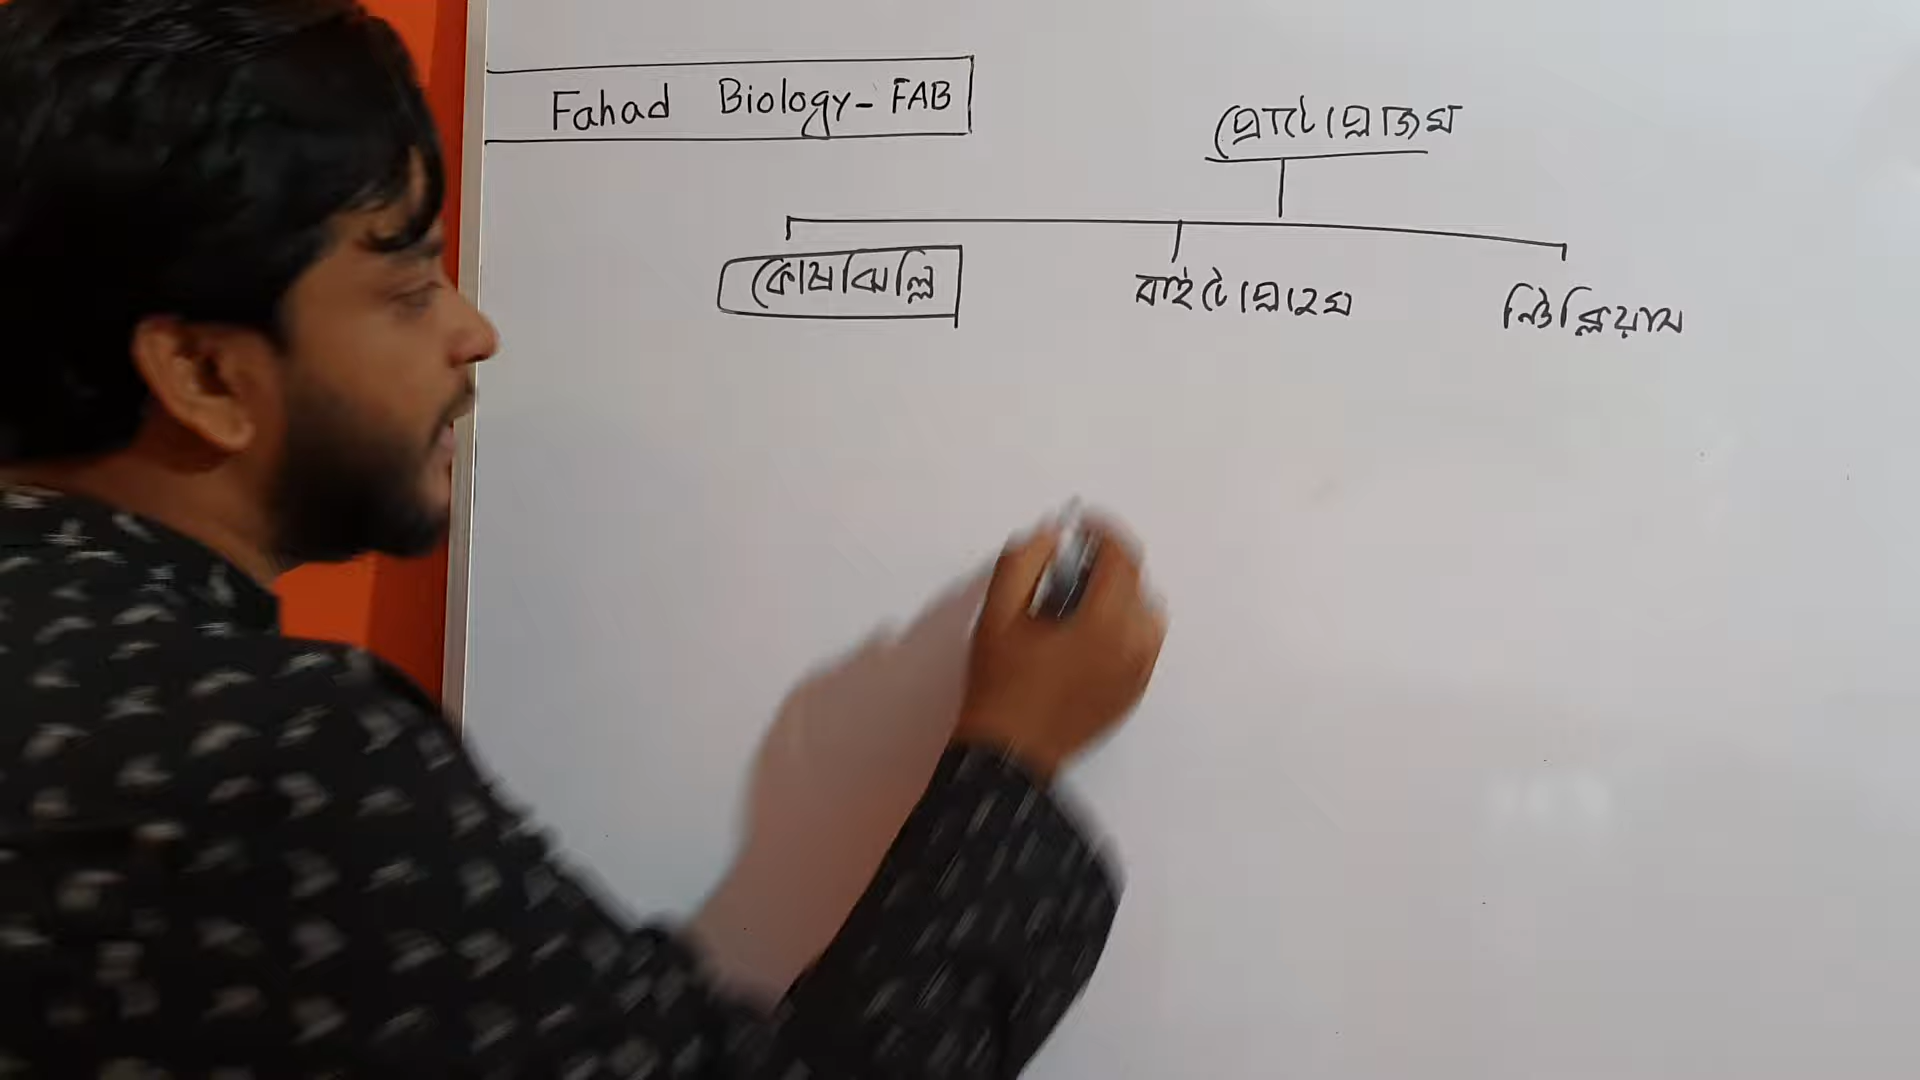 Fahad Biology - FAB
প্রোটোপ্লাজম
কোষঝিল্লি
সাইটোপ্লাজম
নিউক্লিয়াস